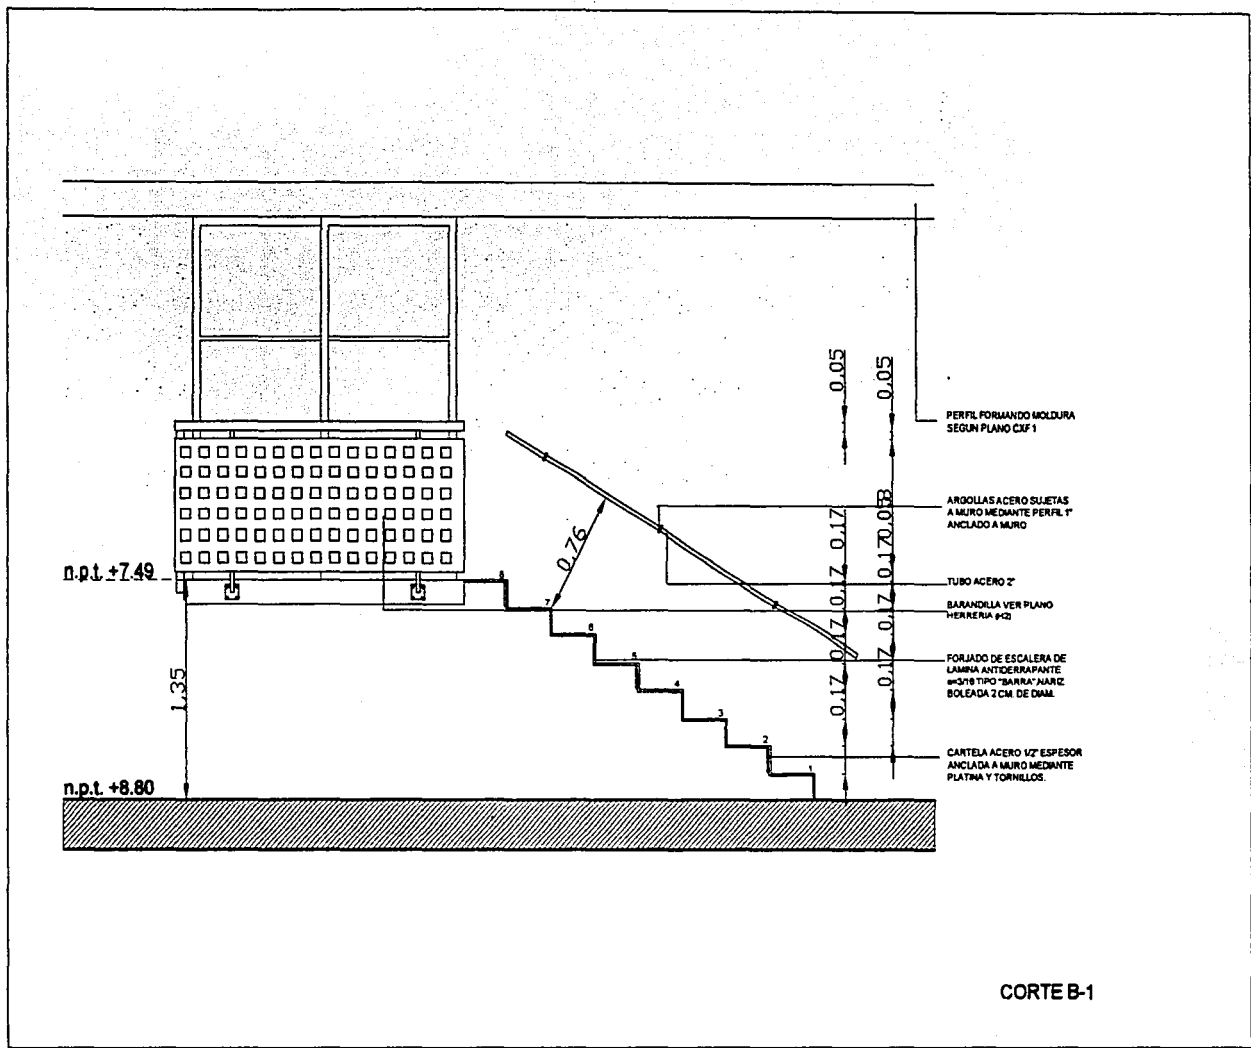 0.05
0.05
PERFIL FORMANDO MOLDURA
SEGUN PLANO CXF 1
ARGOLLAS ACERO SUJETAS
A MURO MEDIANTE PERFIL 1"
ANCLADO A MURO
0.76
0.17
0.17
n.p.t. +7.49
TUBO ACERO 2"
0.17
0.17
BARANDILLA VER PLANO
HERRERIA
8
7
6
5
4
3
2
1
0.17
0.17
0.17
FORJADO DE ESCALERA DE
LAMINA ANTIDERRAPANTE
e=3/16 TIPO "BARRA",NARIZ
BOLEADA 2 CM. DE DIAM.
1.35
CARTELA ACERO 1/2" ESPESOR
ANCLADA A MURO MEDIANTE
PLATINA Y TORNILLOS.
n.p.t. +8.80
CORTE B-1